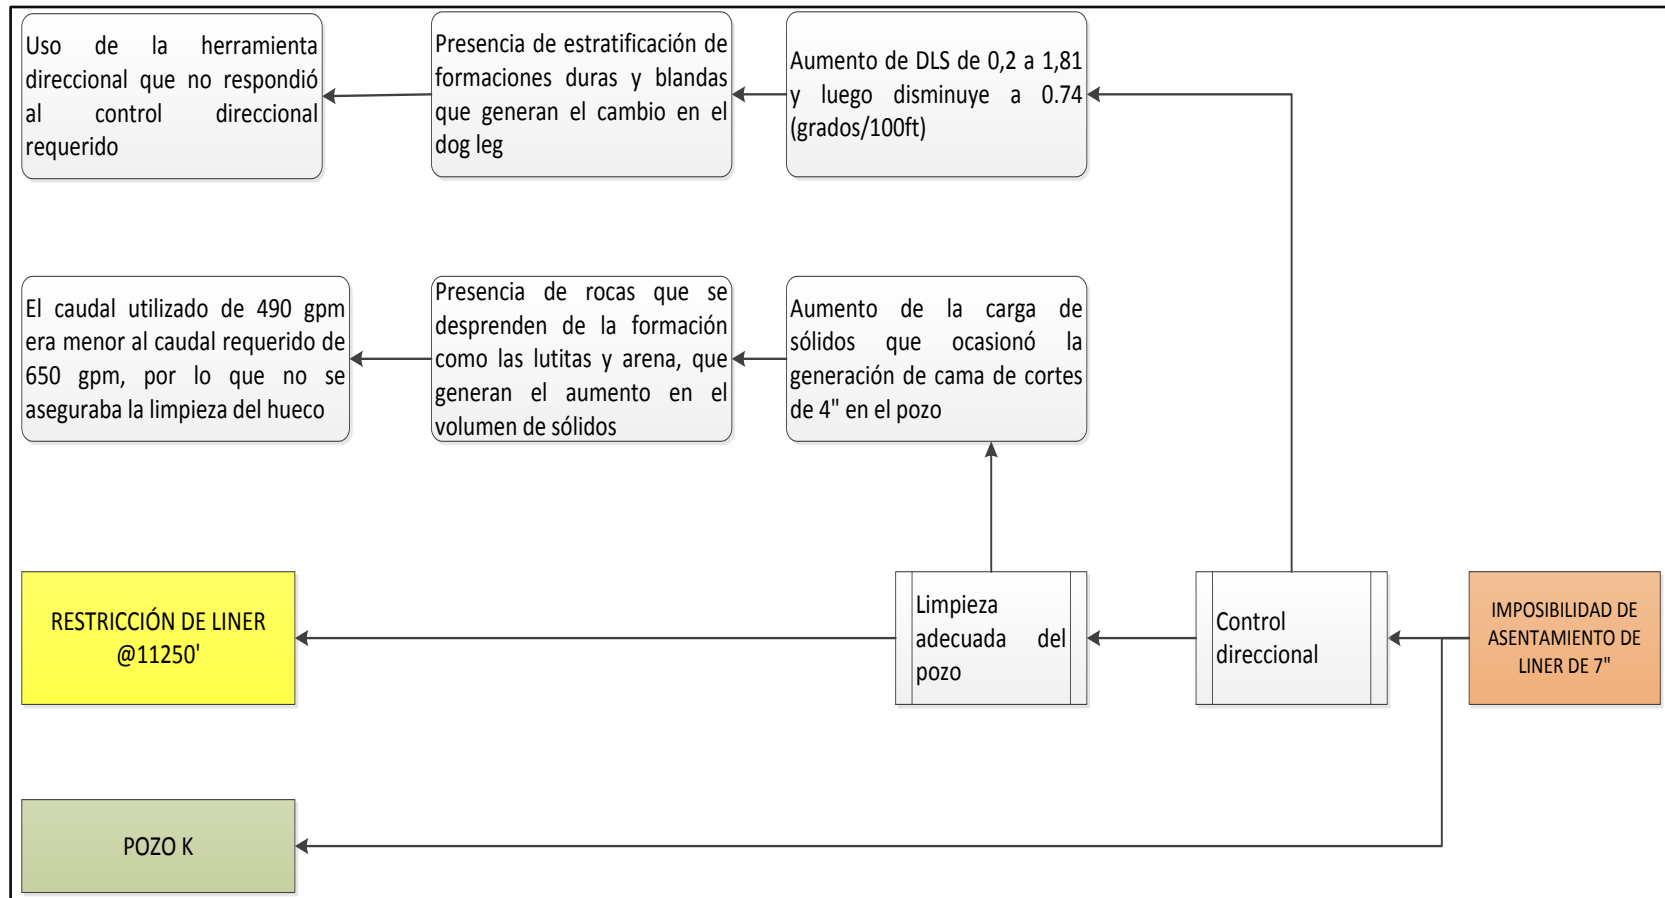 Uso de la herramienta
direccional que no respondió
al control direccional
requerido
Presencia de estratificación de
formaciones duras y blandas
que generan el cambio en el
dog leg
Aumento de DLS de 0,2 a 1,81
y luego disminuye a 0.74
(grados/100ft)
El caudal utilizado de 490 gpm
era menor al caudal requerido de
650 gpm, por lo que no se
aseguraba la limpieza del hueco
Presencia de rocas que se
desprenden de la formación
como las lutitas y arena, que
generan el aumento en el
volumen de sólidos
Aumento de la carga de
sólidos que ocasionó la
generación de cama de cortes
de 4" en el pozo
RESTRICCIÓN DE LINER
@11250'
Limpieza
adecuada del
pozo
Control
direccional
IMPOSIBILIDAD DE
ASENTAMIENTO DE
LINER DE 7"
POZO K